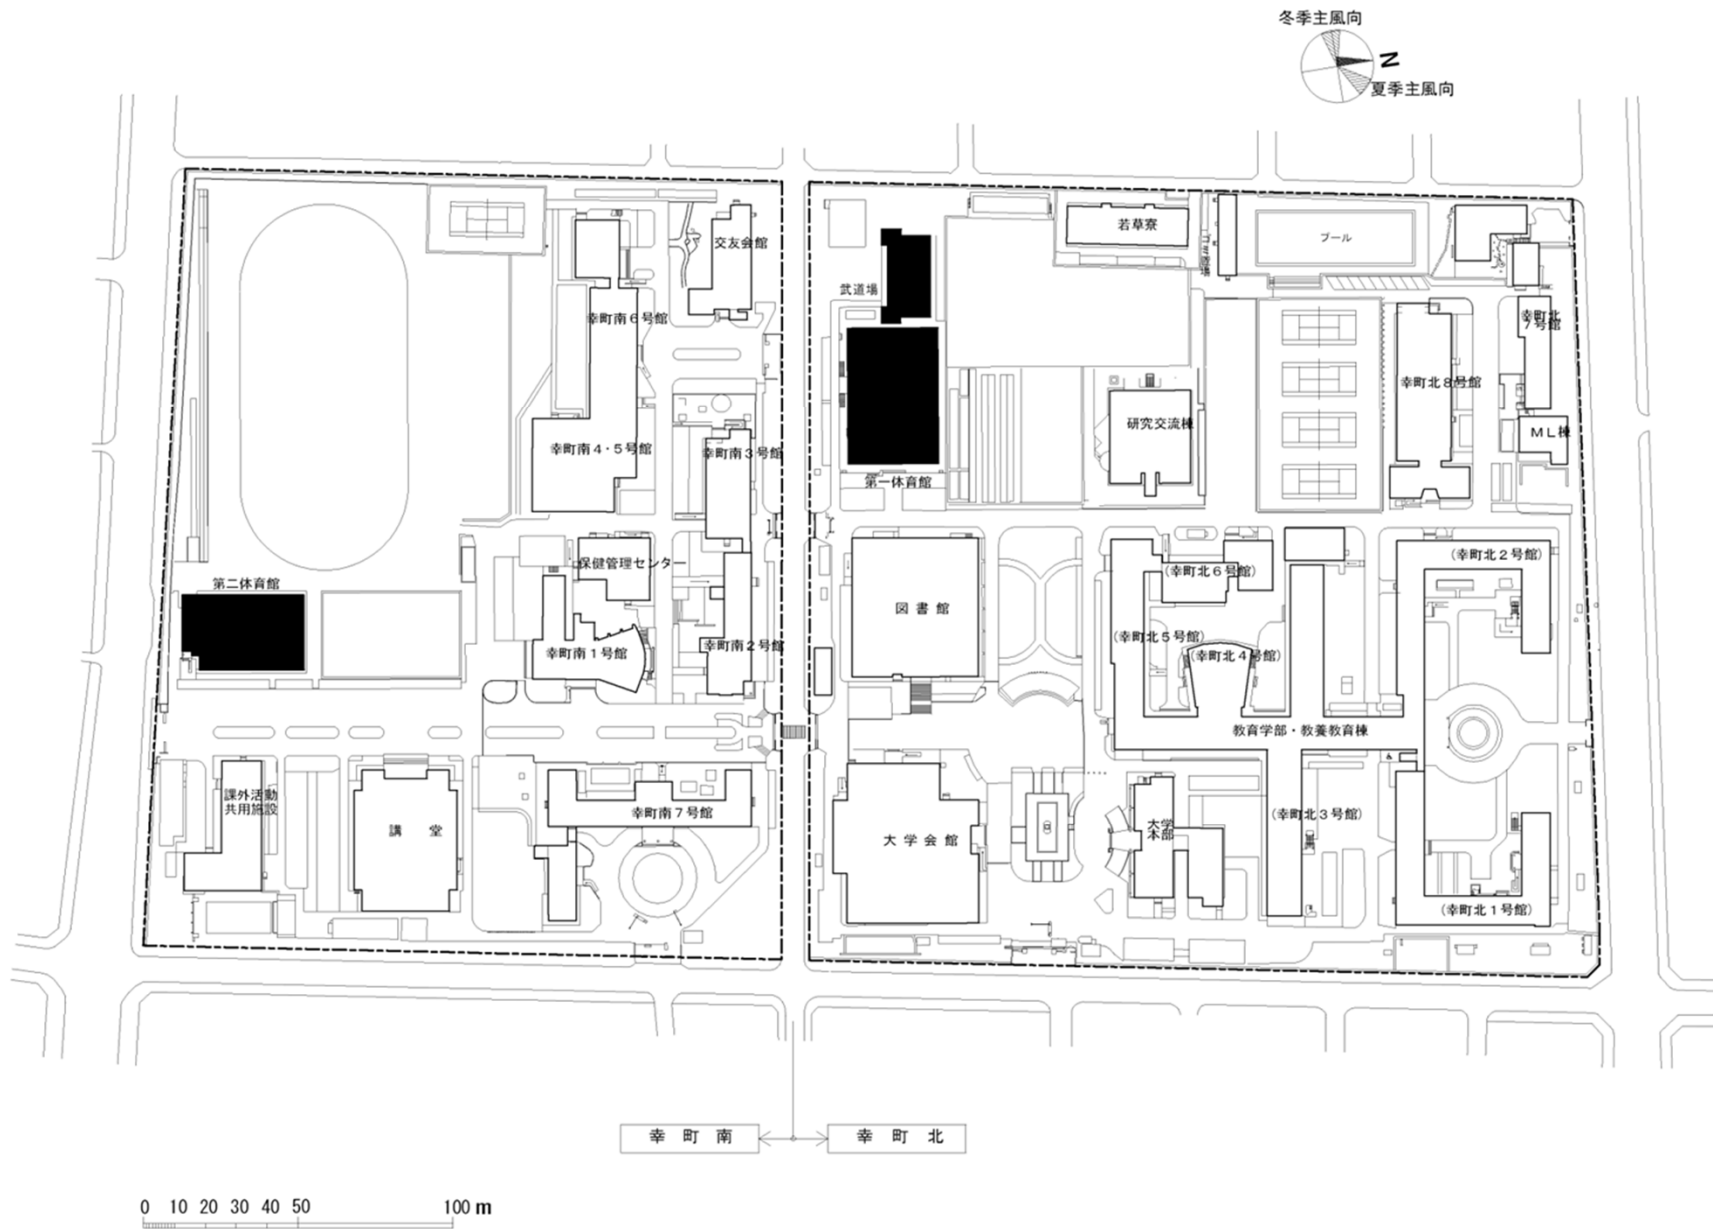 冬季主風向
N
夏季主風向
若草寮
プール
交友会館
武道場
幸町南６号館
幸町北
７号館
幸町北８号館
研究交流棟
ＭＬ棟
幸町南４・５号館
幸町南３号館
第一体育館
保健管理センター
（幸町北２号館）
（幸町北６号館）
第二体育館
図書館
（幸町北５号館）
（幸町北４号館）
幸町南１号館
幸町南２号館
教育学部・教養教育棟
課外活動
共用施設
幸町南７号館
（幸町北３号館）
講　堂
大学会館
大学
本部
（幸町北１号館）
幸　町　南
幸　町　北
0 10 20 30 40 50 100 m